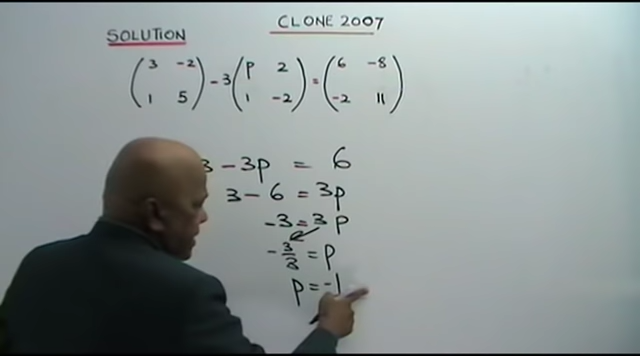 CLONE 2007
SOLUTION
(3 -2) - 3 (P 2) = (6 -8)
(1 5) (1 -2) (-2 11)
3 - 3p = 6
3 - 6 = 3p
-3 = 3p
-3/3 = p
p = -1